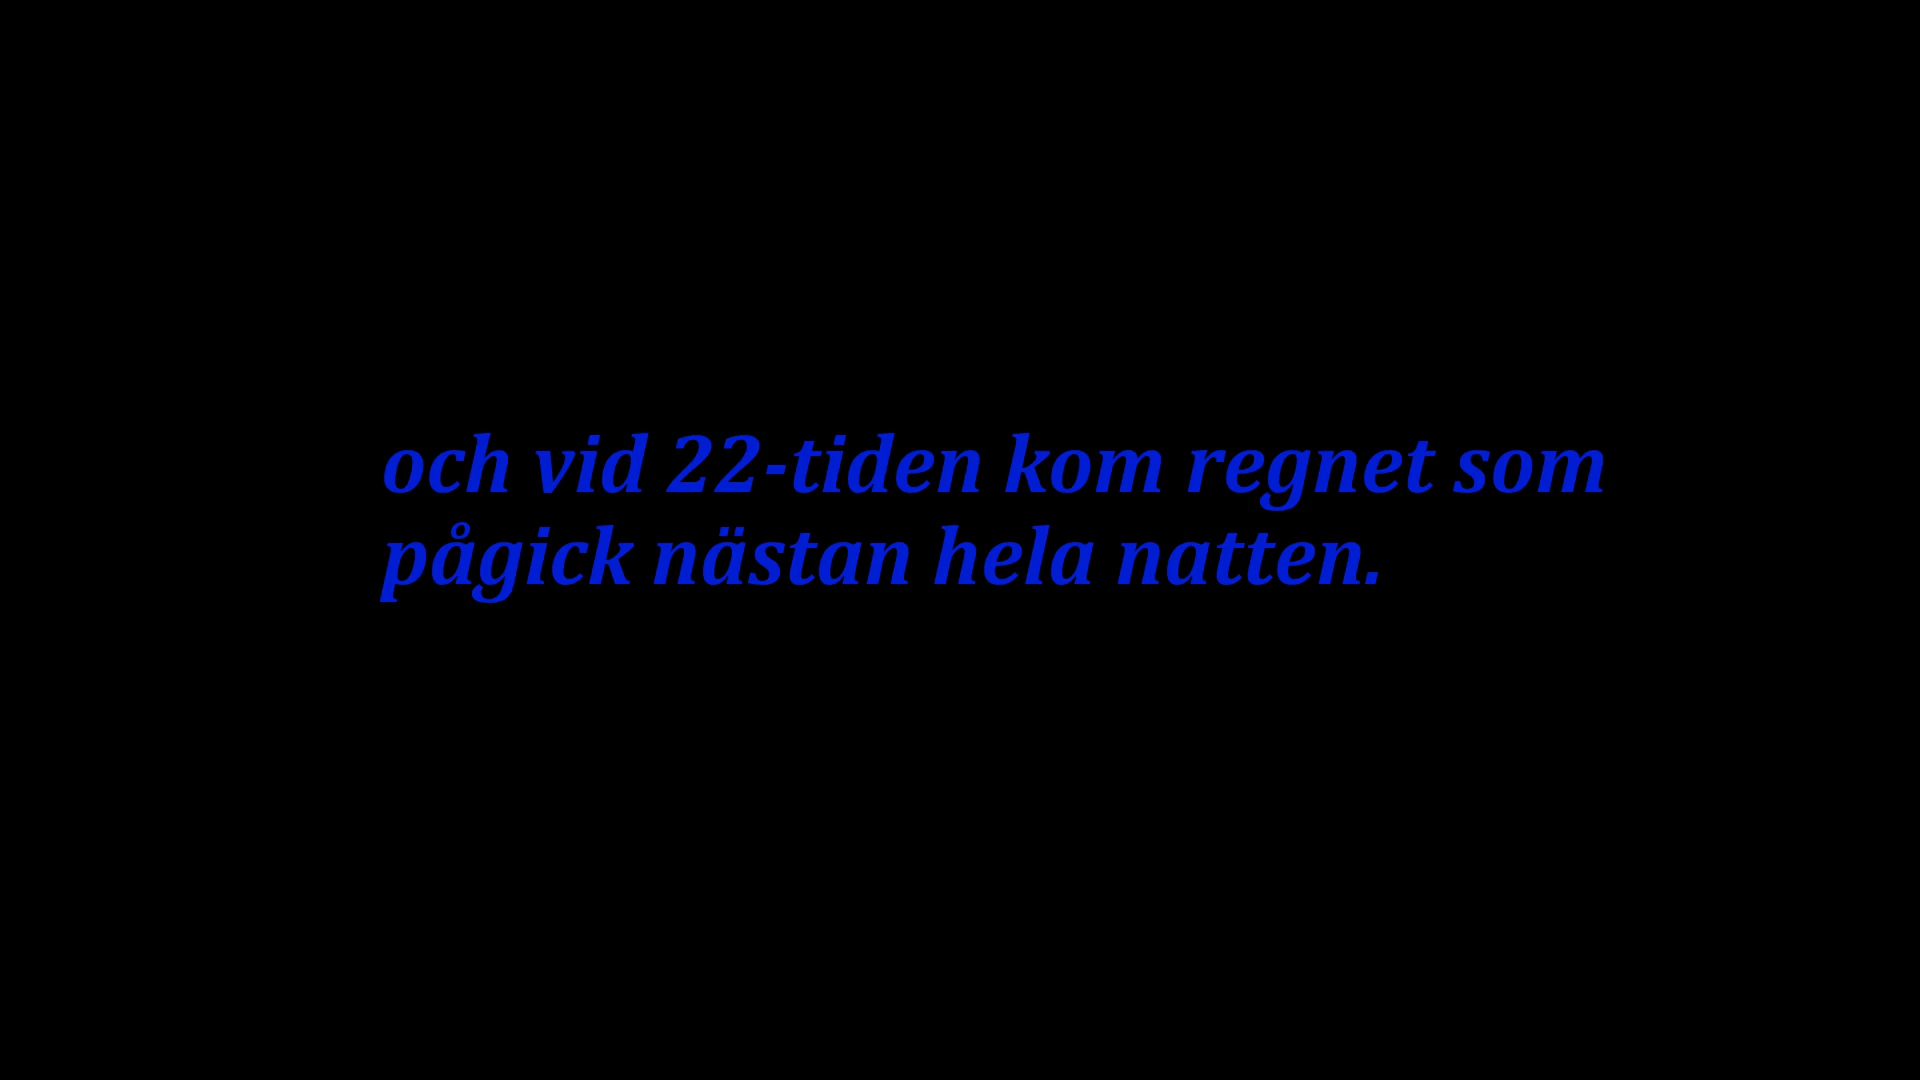 och vid 22-tiden kom regnet som
pågick nästan hela natten.